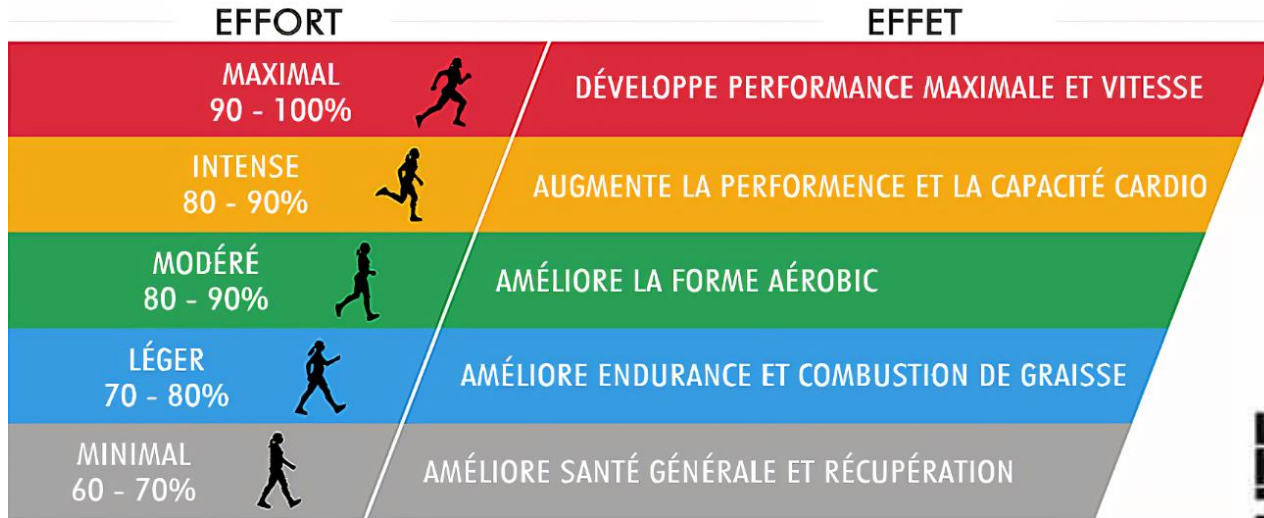 EFFORT
EFFET
MAXIMAL
90 - 100%
DÉVELOPPE PERFORMANCE MAXIMALE ET VITESSE
INTENSE
80 - 90%
AUGMENTE LA PERFORMENCE ET LA CAPACITÉ CARDIO
MODÉRÉ
80 - 90%
AMÉLIORE LA FORME AÉROBIC
LÉGER
70 - 80%
AMÉLIORE ENDURANCE ET COMBUSTION DE GRAISSE
MINIMAL
60 - 70%
AMÉLIORE SANTÉ GÉNÉRALE ET RÉCUPÉRATION